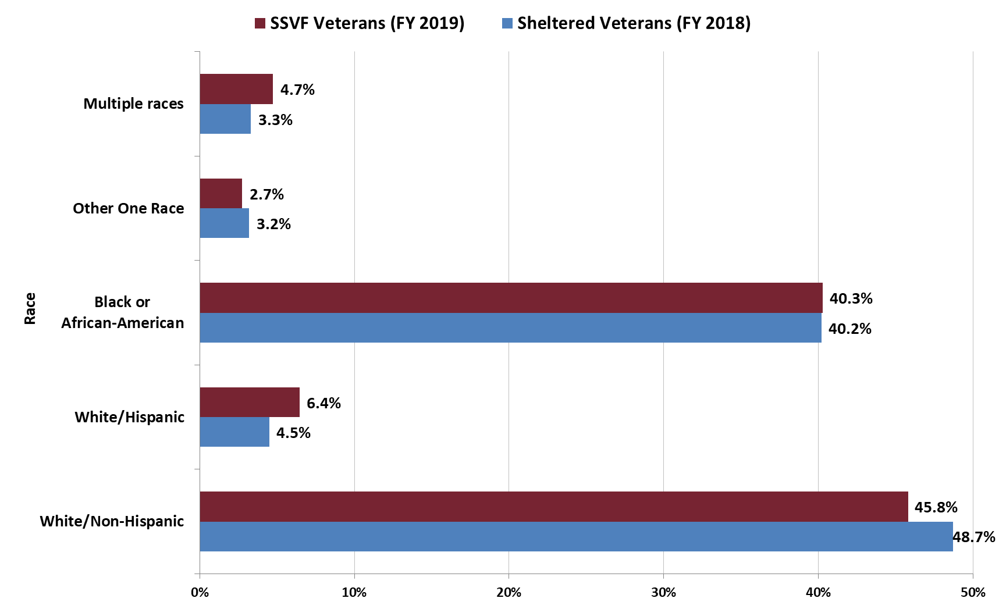 SSVF Veterans (FY 2019) Sheltered Veterans (FY 2018)
Multiple races
4.7%
3.3%
Other One Race
2.7%
3.2%
Race
Black or
African-American
40.3%
40.2%
White/Hispanic
6.4%
4.5%
White/Non-Hispanic
45.8%
48.7%
0% 10% 20% 30% 40% 50%